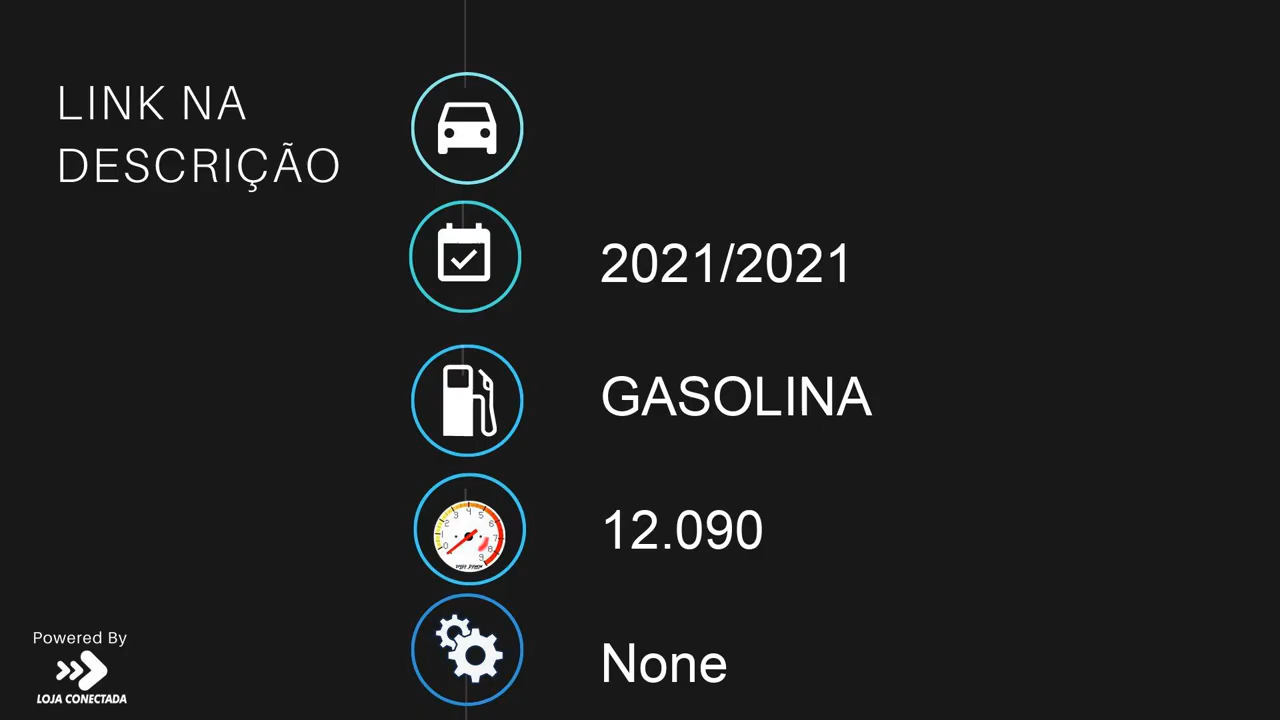 LINK NA
DESCRIÇÃO
2021/2021
GASOLINA
12.090
None
Powered By
LOJA CONECTADA